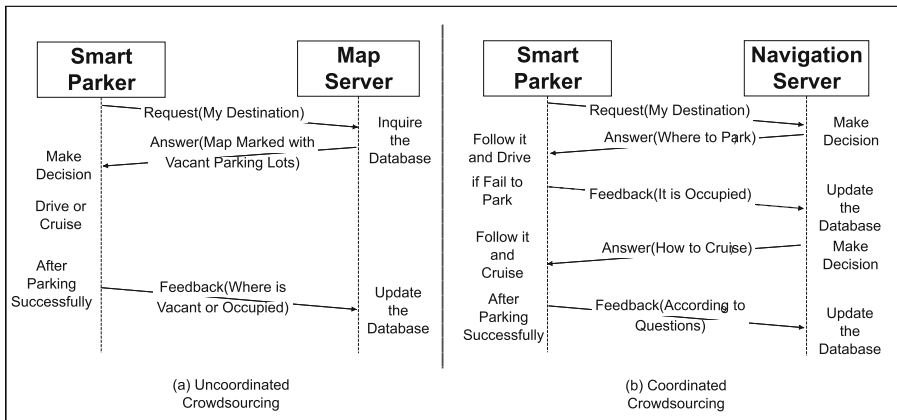 Smart
Parker
Map
Server
Request(My Destination)
Inquire
the
Database
Answer(Map Marked with
Vacant Parking Lots)
Make
Decision
Drive or
Cruise
After
Parking
Successfully
Feedback(Where is
Vacant or Occupied)
Update
the
Database
(a) Uncoordinated
Crowdsourcing
Smart
Parker
Navigation
Server
Request(My Destination)
Make
Decision
Answer(Where to Park)
Follow it
and Drive
if Fail to
Park
Feedback(It is Occupied)
Update
the
Database
Answer(How to Cruise)
Make
Decision
Follow it
and
Cruise
After
Parking
Successfully
Feedback(According to
Questions)
Update
the
Database
(b) Coordinated
Crowdsourcing